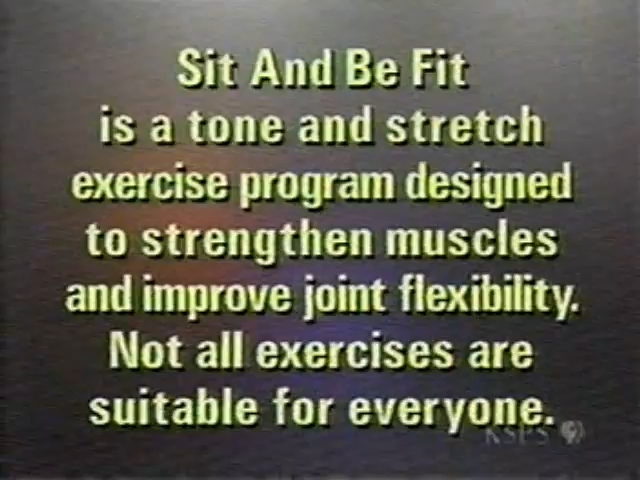 Sit And Be Fit
is a tone and stretch
exercise program designed
to strengthen muscles
and improve joint flexibility.
Not all exercises are
suitable for everyone.
KSPS